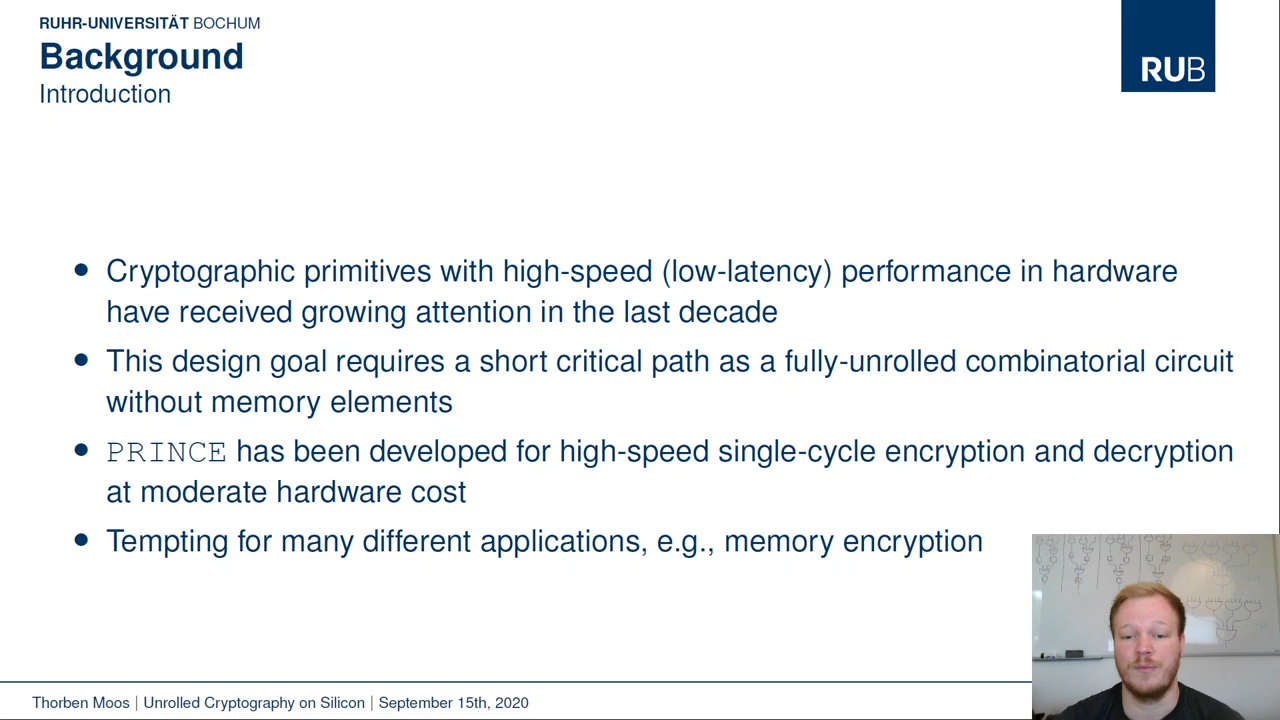 RUHR-UNIVERSITÄT BOCHUM
Background
Introduction
RUB
• Cryptographic primitives with high-speed (low-latency) performance in hardware
have received growing attention in the last decade
• This design goal requires a short critical path as a fully-unrolled combinatorial circuit
without memory elements
• PRINCE has been developed for high-speed single-cycle encryption and decryption
at moderate hardware cost
• Tempting for many different applications, e.g., memory encryption
Thorben Moos | Unrolled Cryptography on Silicon | September 15th, 2020